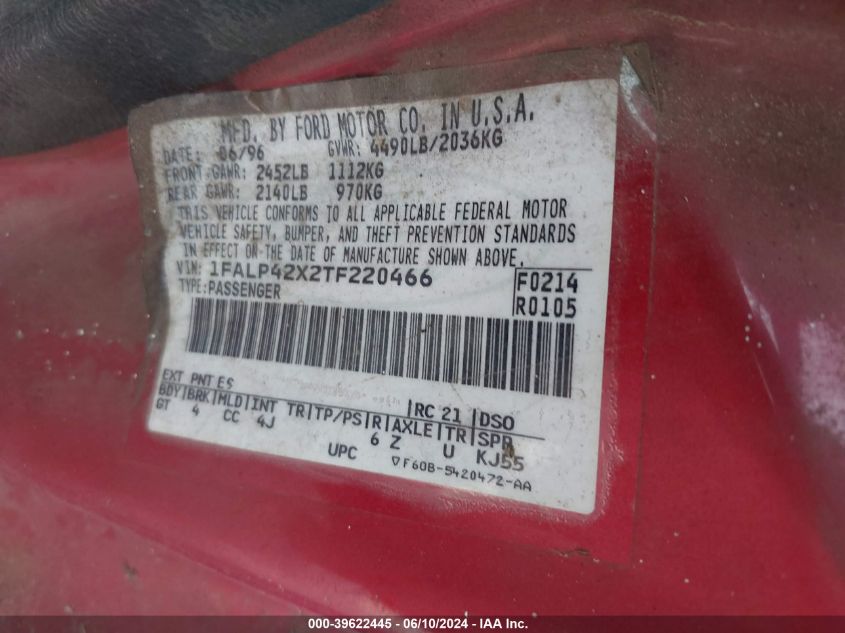 MFD. BY FORD MOTOR CO. IN U.S.A.
DATE: 06/96 GVWR: 4490LB/2036KG
FRONT GAWR: 2452LB 1112KG
REAR GAWR: 2140LB 970KG
THIS VEHICLE CONFORMS TO ALL APPLICABLE FEDERAL MOTOR
VEHICLE SAFETY, BUMPER, AND THEFT PREVENTION STANDARDS
IN EFFECT ON THE DATE OF MANUFACTURE SHOWN ABOVE.
VIN: 1FALP42X2TF220466 F0214
TYPE: PASSENGER R0105
EXT PNT ES RC 21 DSO
BDY BRK MLD INT TR TP/PS R AXLE TR SPR
GT 4 CC 4J 6 Z U KJ55
UPC ▽F60B-5420472-AA
000-39622445 - 06/10/2024 - IAAI.com.